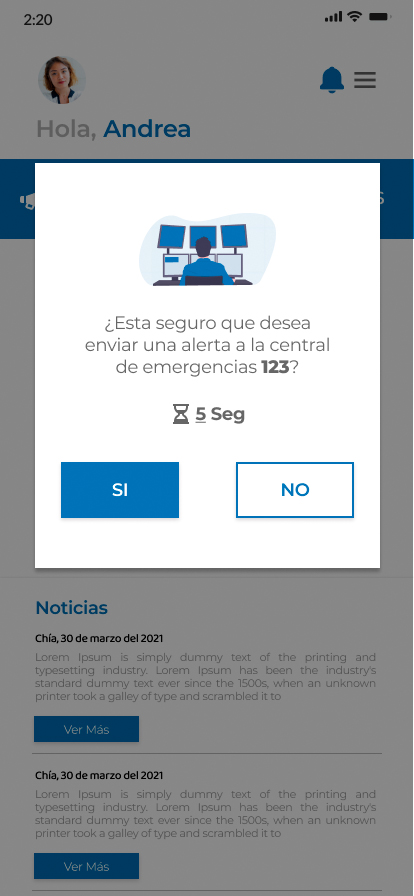 2:20
Hola, Andrea
S
¿Esta seguro que desea
enviar una alerta a la central
de emergencias 123?
5 Seg
SI
NO
Noticias
Chía, 30 de marzo del 2021
Lorem Ipsum is simply dummy text of the printing and
typesetting industry. Lorem Ipsum has been the industry's
standard dummy text ever since the 1500s, when an unknown
printer took a galley of type and scrambled it to
Ver Más
Chía, 30 de marzo del 2021
Lorem Ipsum is simply dummy text of the printing and
typesetting industry. Lorem Ipsum has been the industry's
standard dummy text ever since the 1500s, when an unknown
printer took a galley of type and scrambled it to
Ver Más